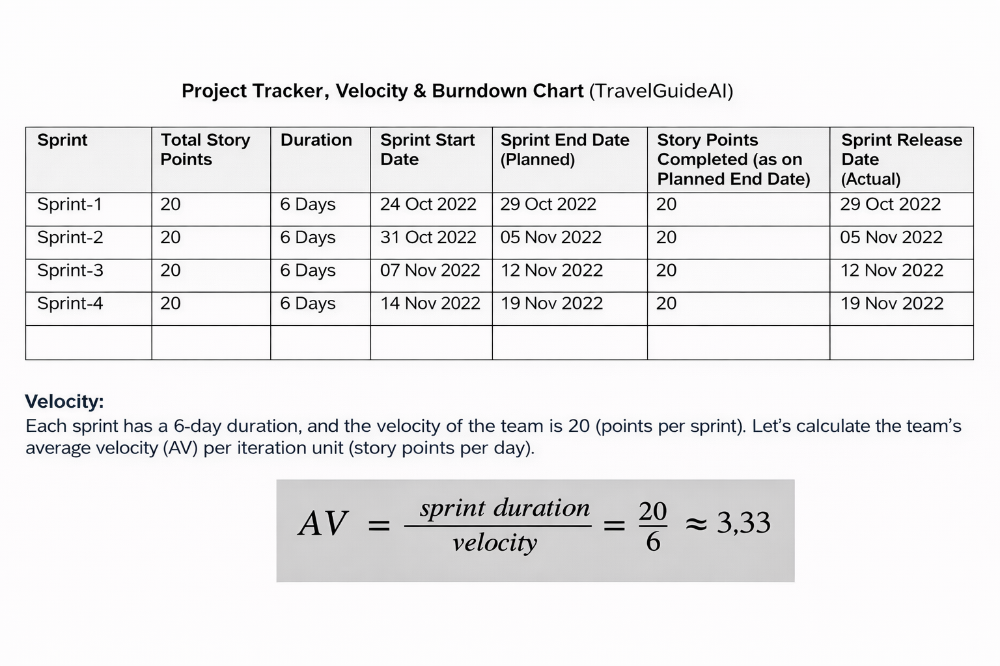 Project Tracker, Velocity & Burndown Chart (TravelGuideAI)
Sprint | Total Story Points | Duration | Sprint Start Date | Sprint End Date (Planned) | Story Points Completed (as on Planned End Date) | Sprint Release Date (Actual)
Sprint-1 | 20 | 6 Days | 24 Oct 2022 | 29 Oct 2022 | 20 | 29 Oct 2022
Sprint-2 | 20 | 6 Days | 31 Oct 2022 | 05 Nov 2022 | 20 | 05 Nov 2022
Sprint-3 | 20 | 6 Days | 07 Nov 2022 | 12 Nov 2022 | 20 | 12 Nov 2022
Sprint-4 | 20 | 6 Days | 14 Nov 2022 | 19 Nov 2022 | 20 | 19 Nov 2022
Velocity:
Each sprint has a 6-day duration, and the velocity of the team is 20 (points per sprint). Let’s calculate the team’s
average velocity (AV) per iteration unit (story points per day).
AV = sprint duration / velocity = 20 / 6 ≈ 3,33